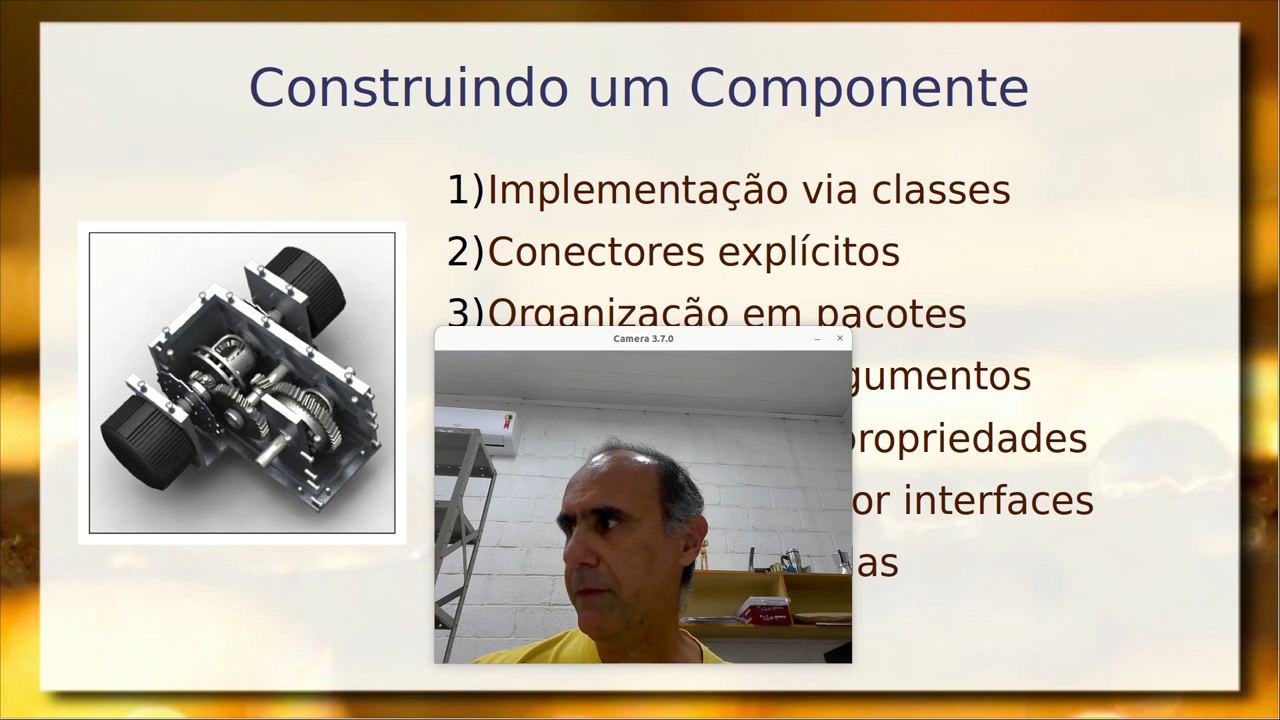 Construindo um Componente
1)Implementação via classes
2)Conectores explícitos
3)Organização em pacotes
Camera 3.7.0
gumentos
propriedades
or interfaces
as